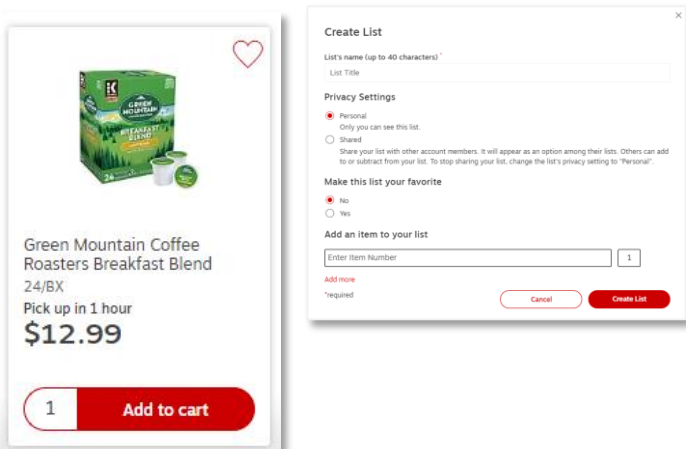 GREEN
MOUNTAIN
BREAKFAST
BLEND
24
Green Mountain Coffee
Roasters Breakfast Blend
24/BX
Pick up in 1 hour
$12.99
1 Add to cart
×
Create List
List's name (up to 40 characters) *
List Title
Privacy Settings
Personal
Only you can see this list.
Shared
Share your list with other account members. It will appear as an option among their lists. Others can add
to or subtract from your list. To stop sharing your list, change the list's privacy setting to "Personal".
Make this list your favorite
No
Yes
Add an item to your list
Enter Item Number 1
Add more
*required
Cancel Create List